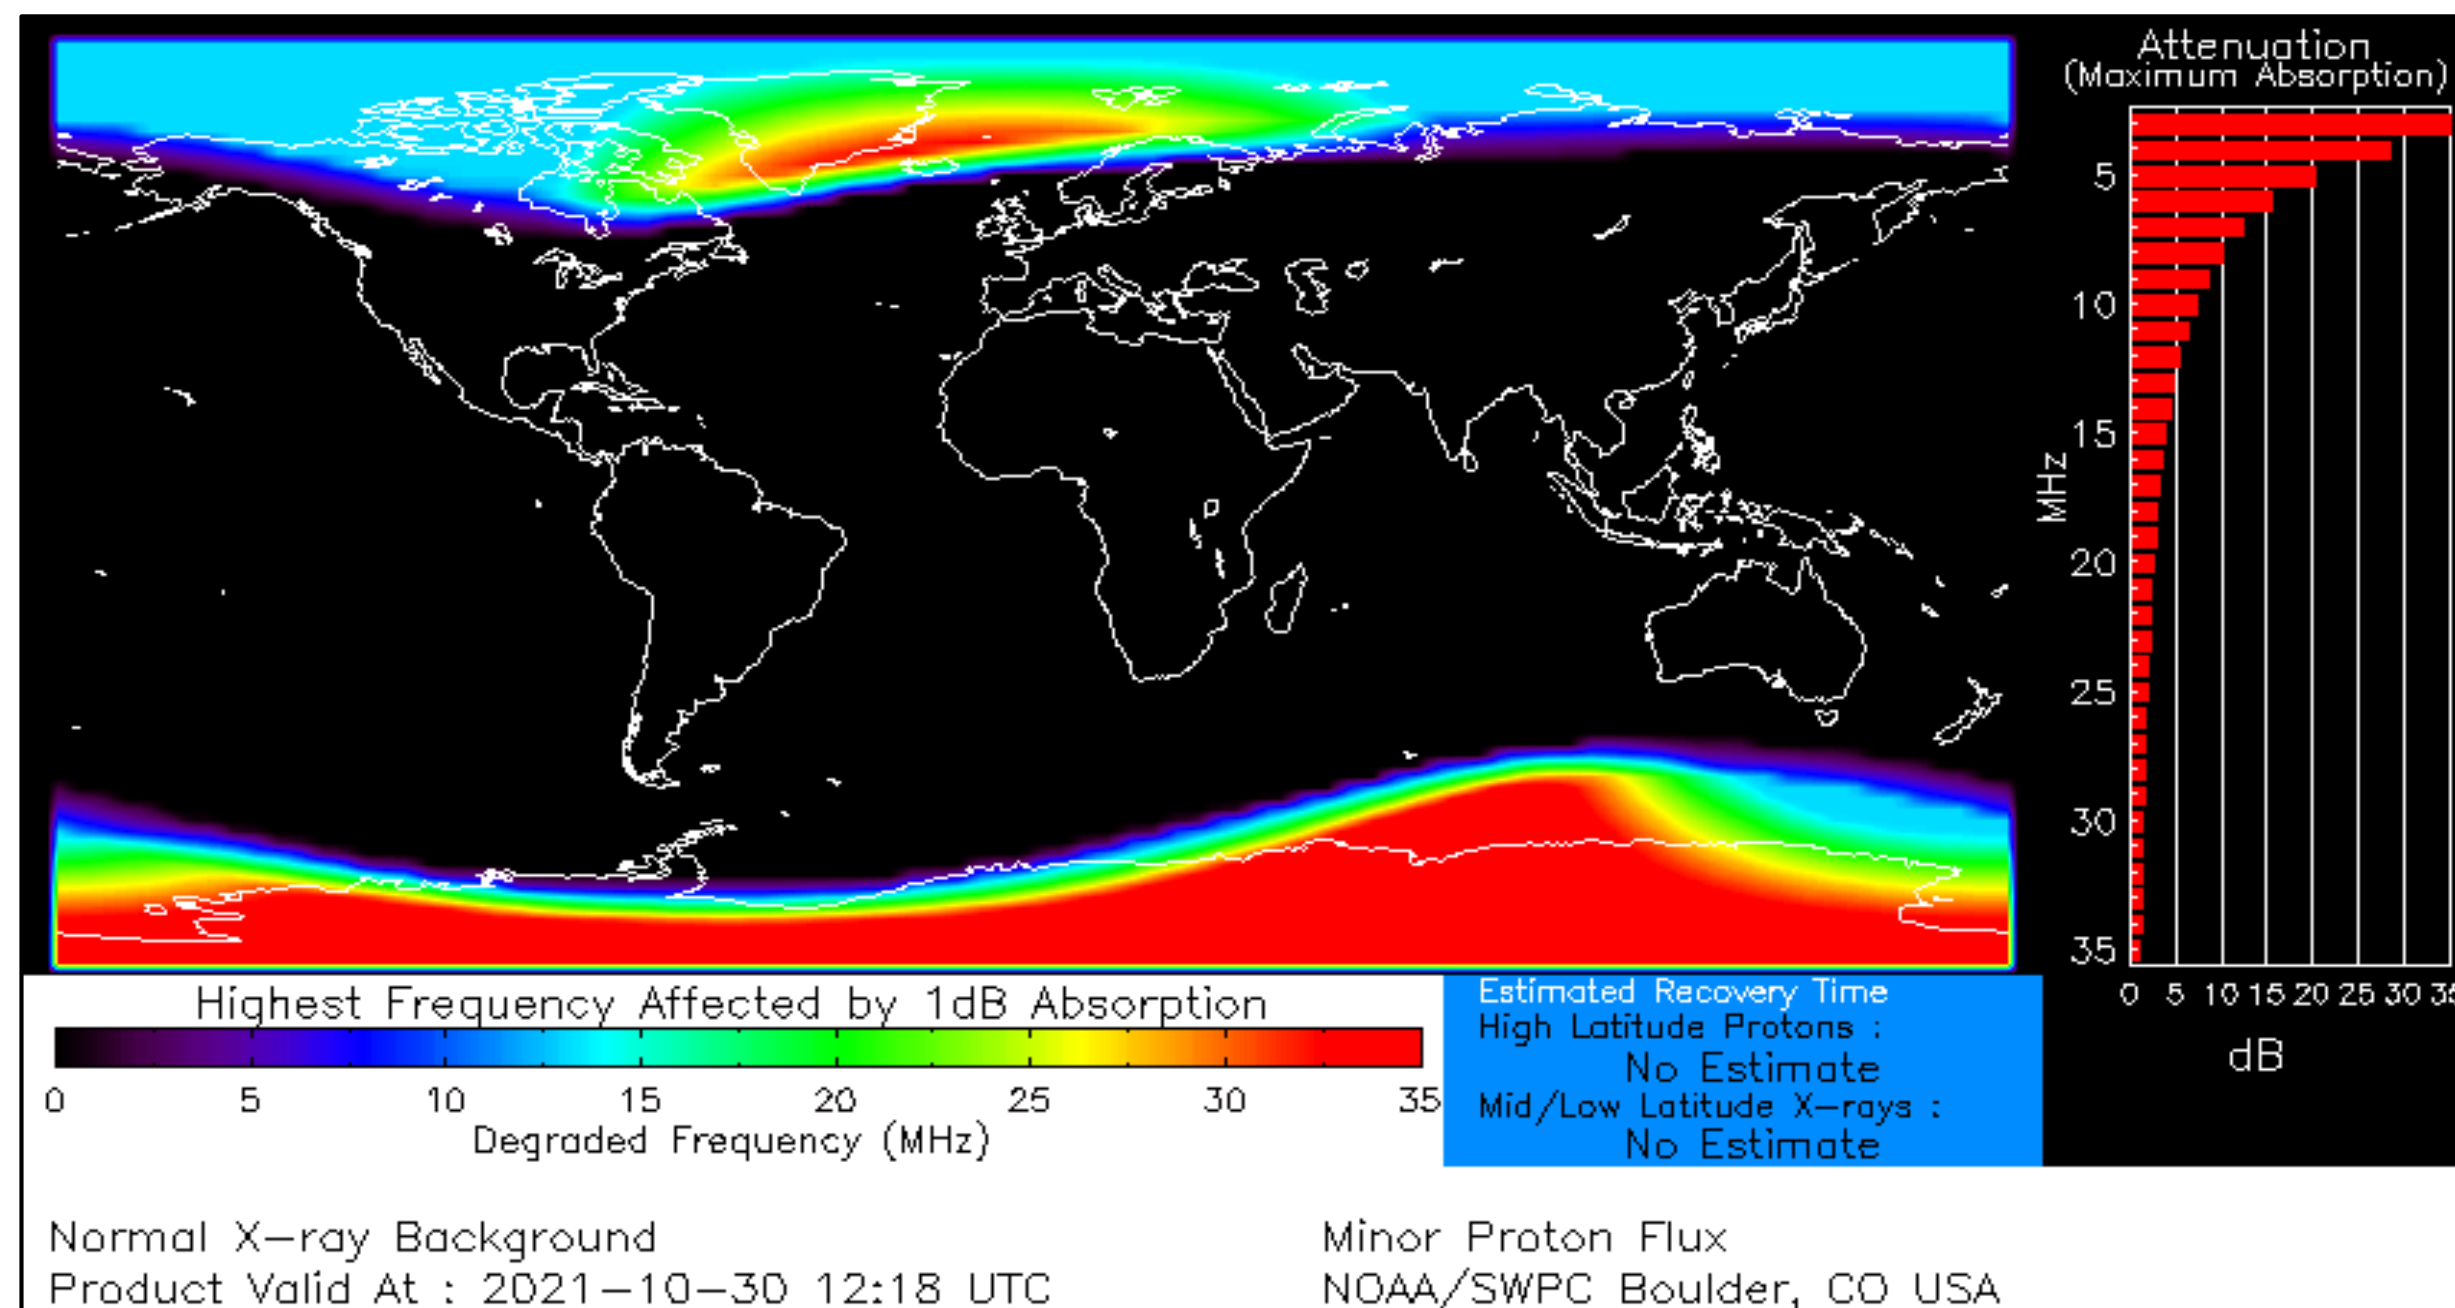 Attenuation
(Maximum Absorption)
5
10
15
20
25
30
35
MHz
0 5 10 15 20 25 30
dB
Highest Frequency Affected by 1dB Absorption
0 5 10 15 20 25 30 35
Degraded Frequency (MHz)
Estimated Recovery Time
High Latitude Protons :
No Estimate
Mid/Low Latitude X-rays :
No Estimate
Normal X-ray Background
Minor Proton Flux
Product Valid At : 2021-10-30 12:18 UTC
NOAA/SWPC Boulder, CO USA